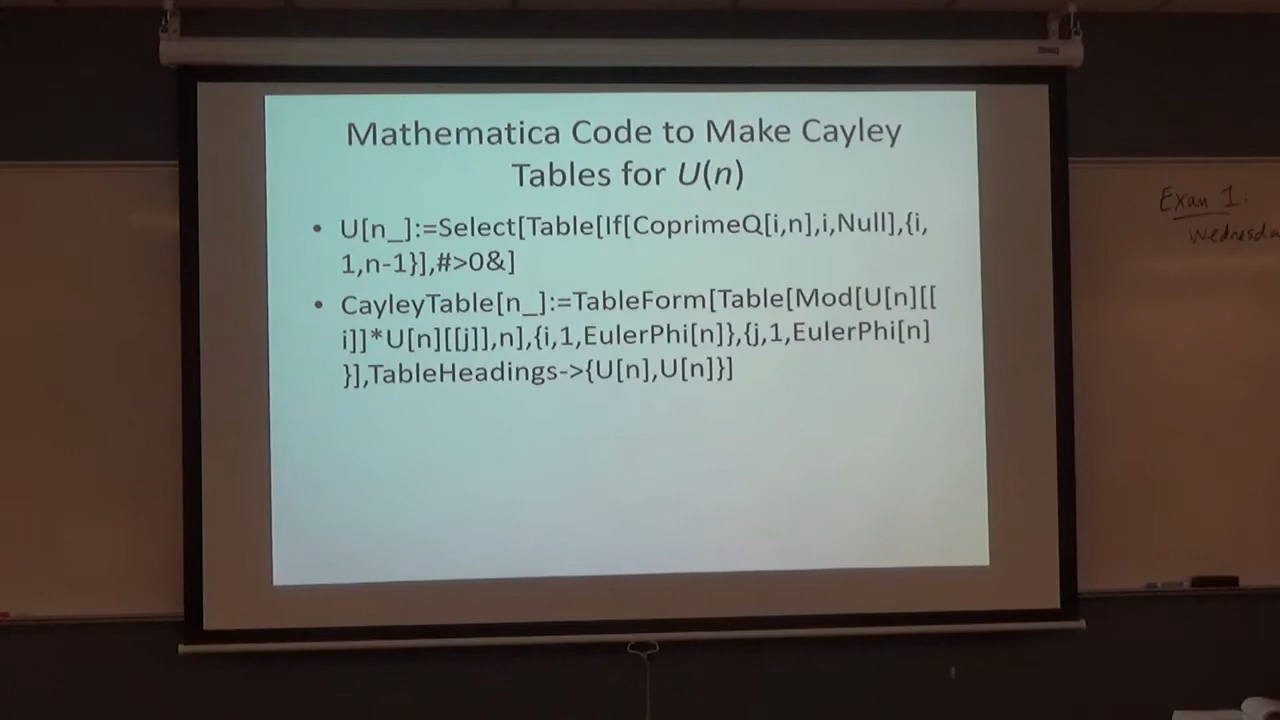 Mathematica Code to Make Cayley
Tables for U(n)
• U[n_]:=Select[Table[If[CoprimeQ[i,n],i,Null],{i,
1,n-1}],#>0&]
• CayleyTable[n_]:=TableForm[Table[Mod[U[n][[
i]]*U[n][[j]],n],{i,1,EulerPhi[n]},{j,1,EulerPhi[n]
}],TableHeadings->{U[n],U[n]}]
Exam 1:
Wednesda